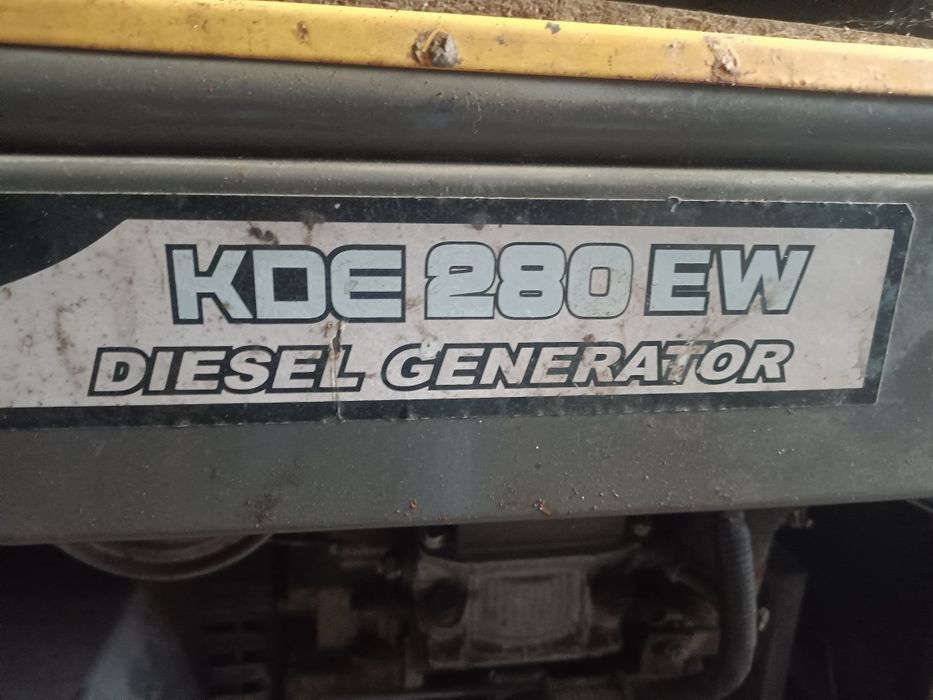 KDE 280 EW
DIESEL GENERATOR